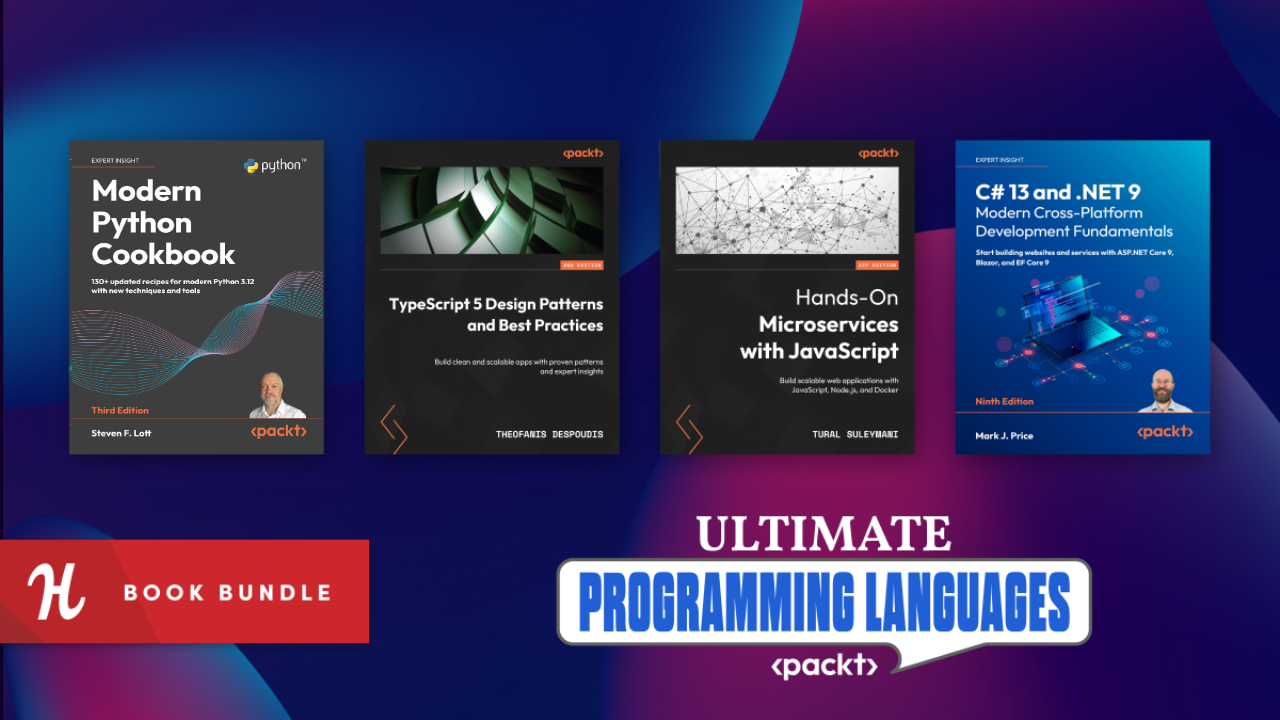 EXPERT INSIGHT
python™
Modern
Python
Cookbook
130+ updated recipes for modern Python 3.12
with new techniques and tools
Third Edition
Steven F. Lott
<packt>
<packt>
2ND EDITION
TypeScript 5 Design Patterns
and Best Practices
Build clean and scalable apps with proven patterns
and expert insights
THEOFANIS DESPOUDIS
<packt>
1ST EDITION
Hands-On
Microservices
with JavaScript
Build scalable web applications with
JavaScript, Node.js, and Docker
TURAL SULEYMANI
EXPERT INSIGHT
C# 13 and .NET 9
Modern Cross-Platform
Development Fundamentals
Start building websites and services with ASP.NET Core 9,
Blazor, and EF Core 9
Ninth Edition
Mark J. Price
<packt>
H BOOK BUNDLE
ULTIMATE
PROGRAMMING LANGUAGES
<packt>